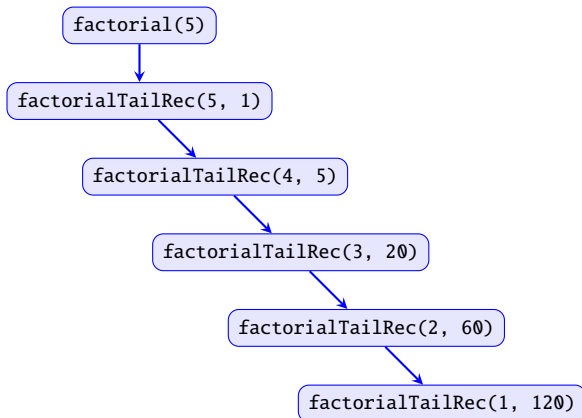 factorial(5)
factorialTailRec(5, 1)
factorialTailRec(4, 5)
factorialTailRec(3, 20)
factorialTailRec(2, 60)
factorialTailRec(1, 120)